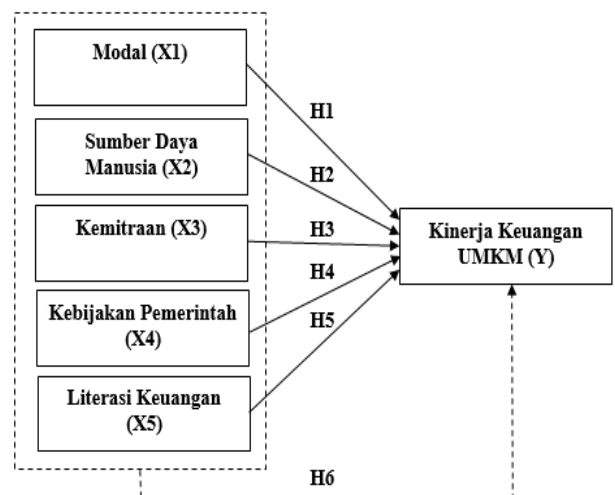 Modal (X1)
H1
Sumber Daya
Manusia (X2)
H2
Kemitraan (X3)
H3
Kinerja Keuangan
UMKM (Y)
H4
Kebijakan Pemerintah
(X4)
H5
Literasi Keuangan
(X5)
H6